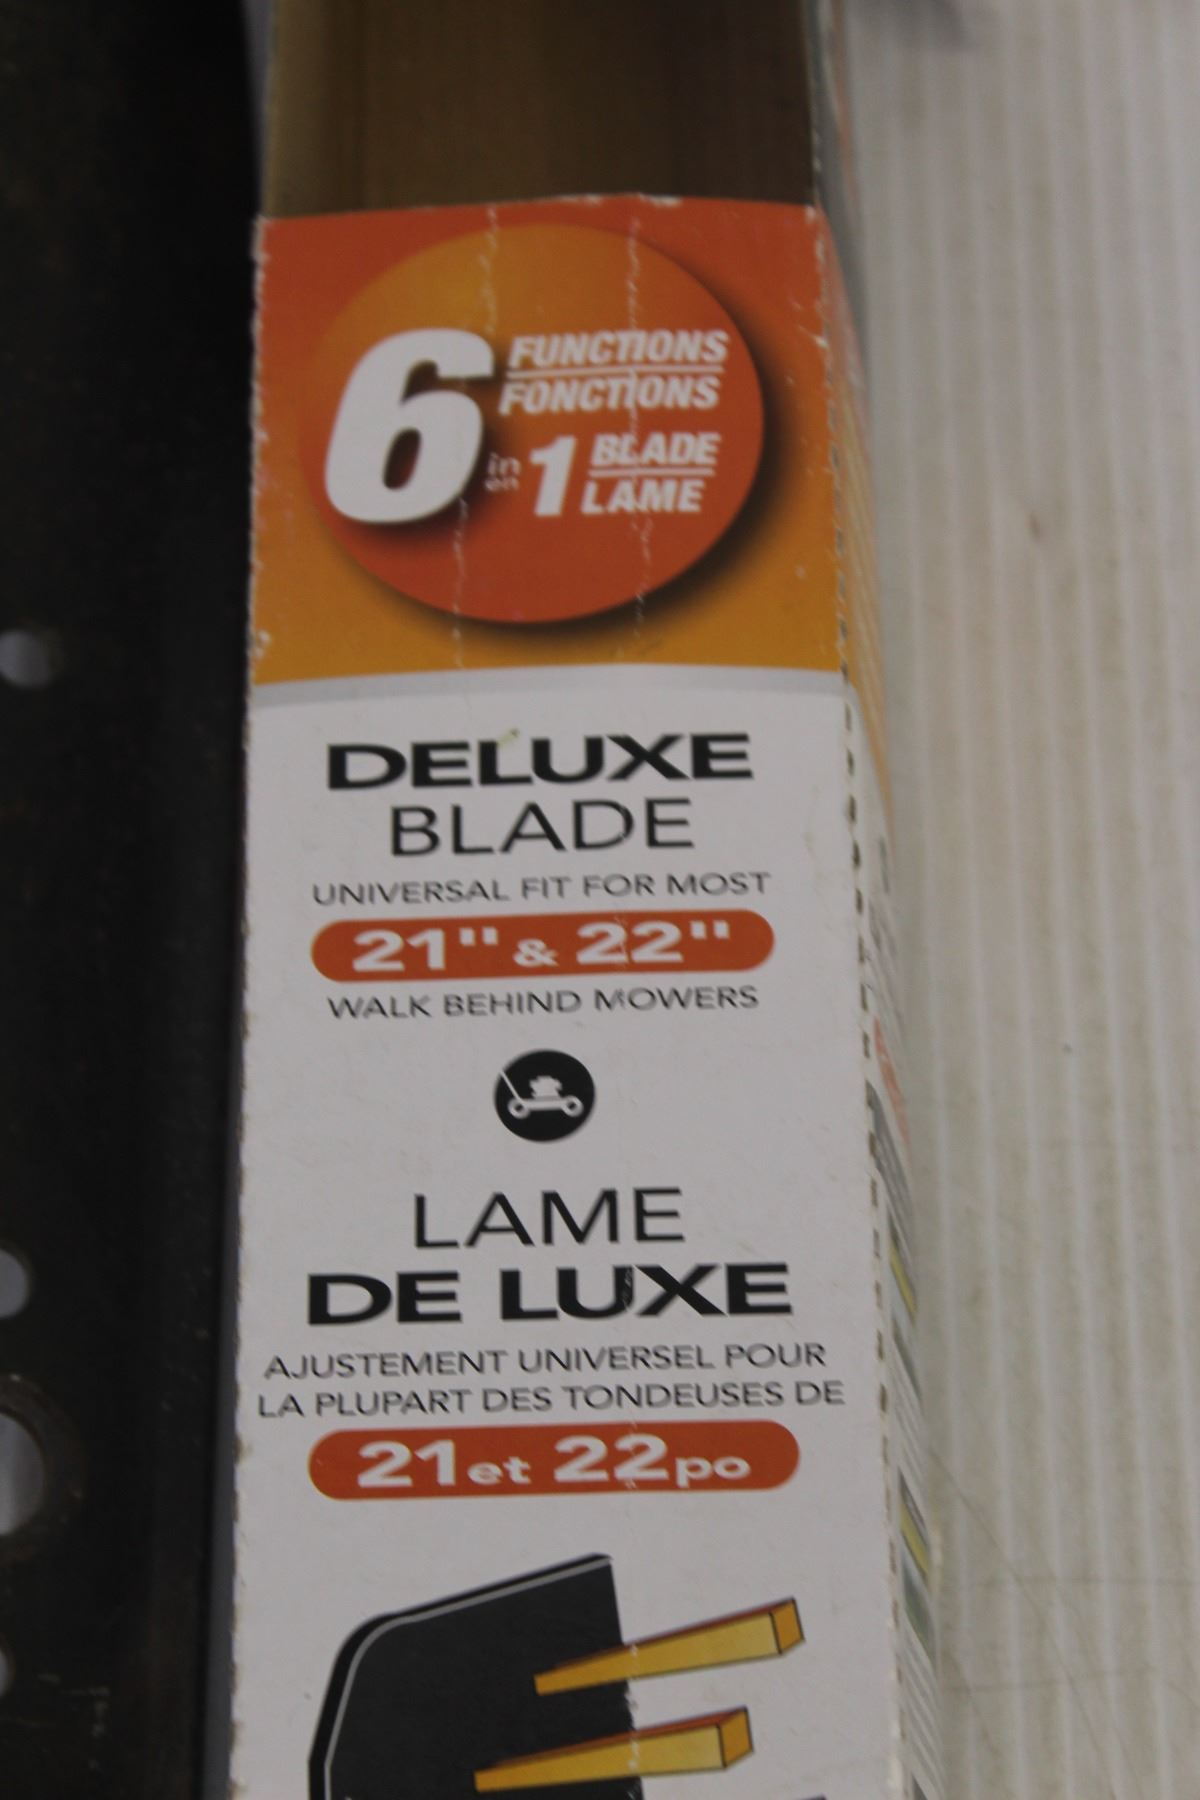 6 FUNCTIONS
FONCTIONS
in
en
1 BLADE
LAME
DELUXE
BLADE
UNIVERSAL FIT FOR MOST
21" & 22"
WALK BEHIND MOWERS
LAME
DE LUXE
AJUSTEMENT UNIVERSEL POUR
LA PLUPART DES TONDEUSES DE
21 et 22 po